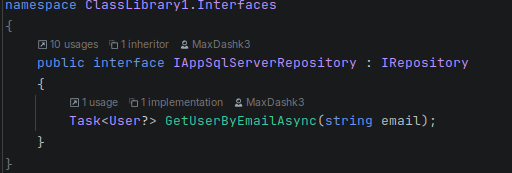 namespace ClassLibrary1.Interfaces
{
10 usages 1 inheritor MaxDashk3
public interface IAppSqlServerRepository : IRepository
{
1 usage 1 implementation MaxDashk3
Task<User?> GetUserByEmailAsync(string email);
}
}